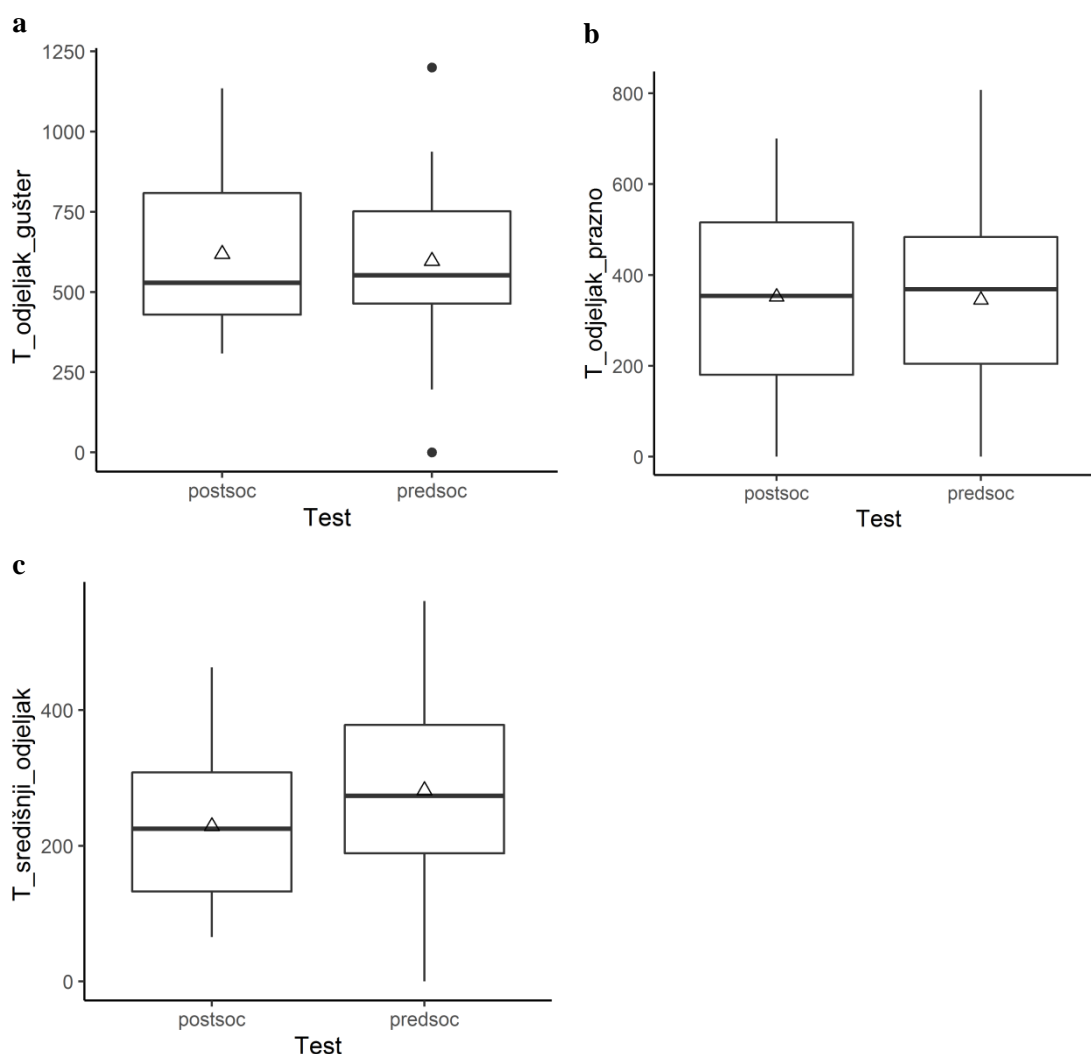 a
T_odjeljak_gušter
1250
1000
750
500
250
0
postsoc predsoc
Test
b
T_odjeljak_prazno
800
600
400
200
0
postsoc predsoc
Test
c
T_središnji_odjeljak
400
200
0
postsoc predsoc
Test